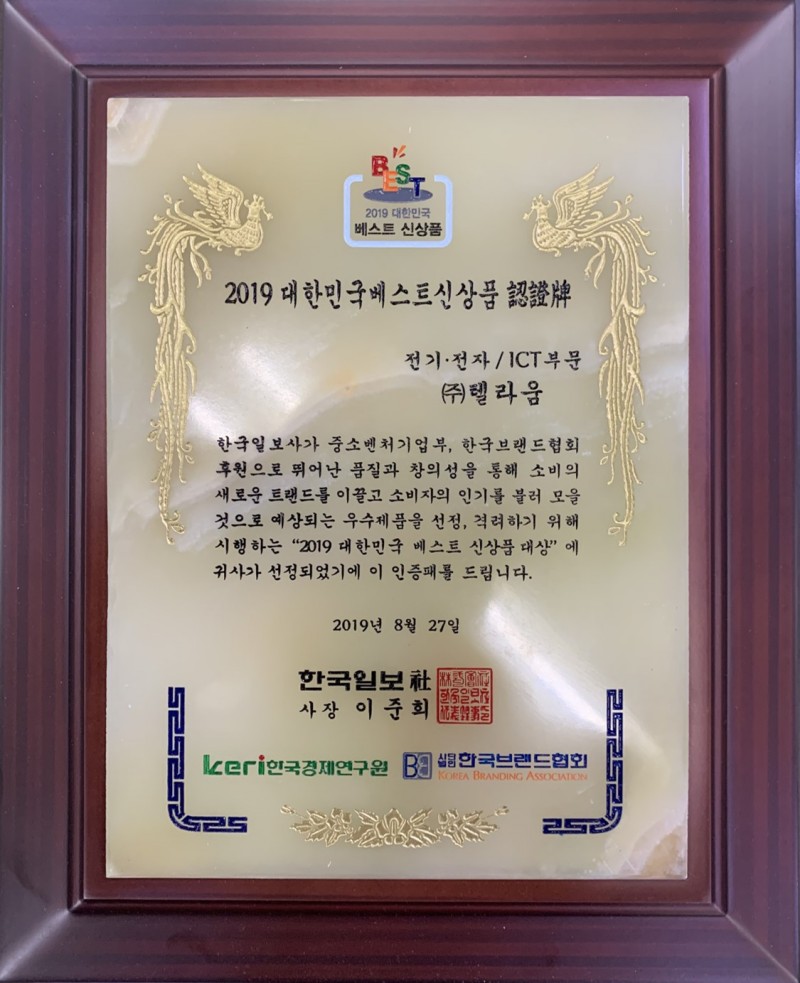 BEST
2019 대한민국
베스트 신상품
2019 대한민국베스트신상품 認證牌
전기·전자 / ICT부문
㈜텔라움
한국일보사가 중소벤처기업부, 한국브랜드협회
후원으로 뛰어난 품질과 창의성을 통해 소비의
새로운 트랜드를 이끌고 소비자의 인기를 불러 모을
것으로 예상되는 우수제품을 선정, 격려하기 위해
시행하는 “2019 대한민국 베스트 신상품 대상” 에
귀사가 선정되었기에 이 인증패를 드립니다.
2019년 8월 27일
한국일보社
사장 이준희
keri한국경제연구원
사단법인 한국브랜드협회
KOREA BRANDING ASSOCIATION